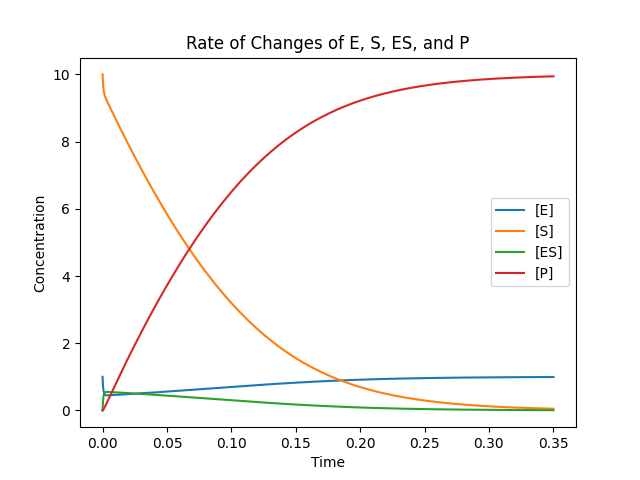 Rate of Changes of E, S, ES, and P
Concentration
10
8
6
4
2
0
[E]
[S]
[ES]
[P]
0.00 0.05 0.10 0.15 0.20 0.25 0.30 0.35
Time